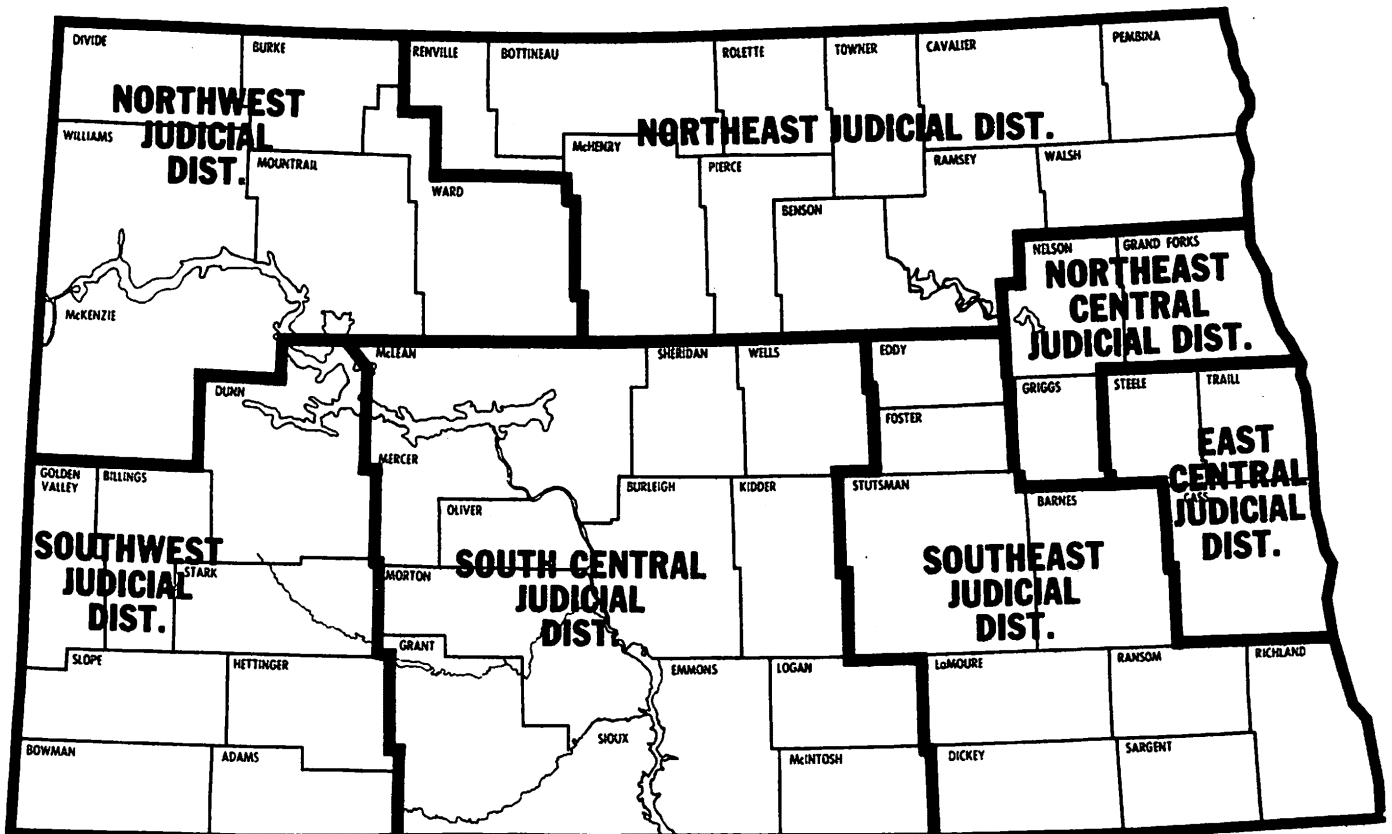 DIVIDE
BURKE
RENVILLE
BOTTINEAU
ROLETTE
TOWNER
CAVALIER
PEMBINA
NORTHWEST
JUDICIAL
DIST.
WILLIAMS
MOUNTRAIL
WARD
McHENRY
NORTHEAST JUDICIAL DIST.
PIERCE
RAMSEY
WALSH
BENSON
NELSON
GRAND FORKS
NORTHEAST
CENTRAL
JUDICIAL DIST.
McKENZIE
DUNN
McLEAN
SHERIDAN
WELLS
EDDY
FOSTER
GRIGGS
STEELE
TRAILL
EAST
CENTRAL
CASS
JUDICIAL
DIST.
GOLDEN
VALLEY
BILLINGS
MERCER
OLIVER
BURLEIGH
KIDDER
STUTSMAN
BARNES
SOUTHWEST
JUDICIAL
DIST.
STARK
MORTON
SOUTH CENTRAL
JUDICIAL
DIST.
SOUTHEAST
JUDICIAL
DIST.
SLOPE
HETTINGER
GRANT
EMMONS
LOGAN
LaMOURE
RANSOM
RICHLAND
BOWMAN
ADAMS
SIOUX
McINTOSH
DICKEY
SARGENT